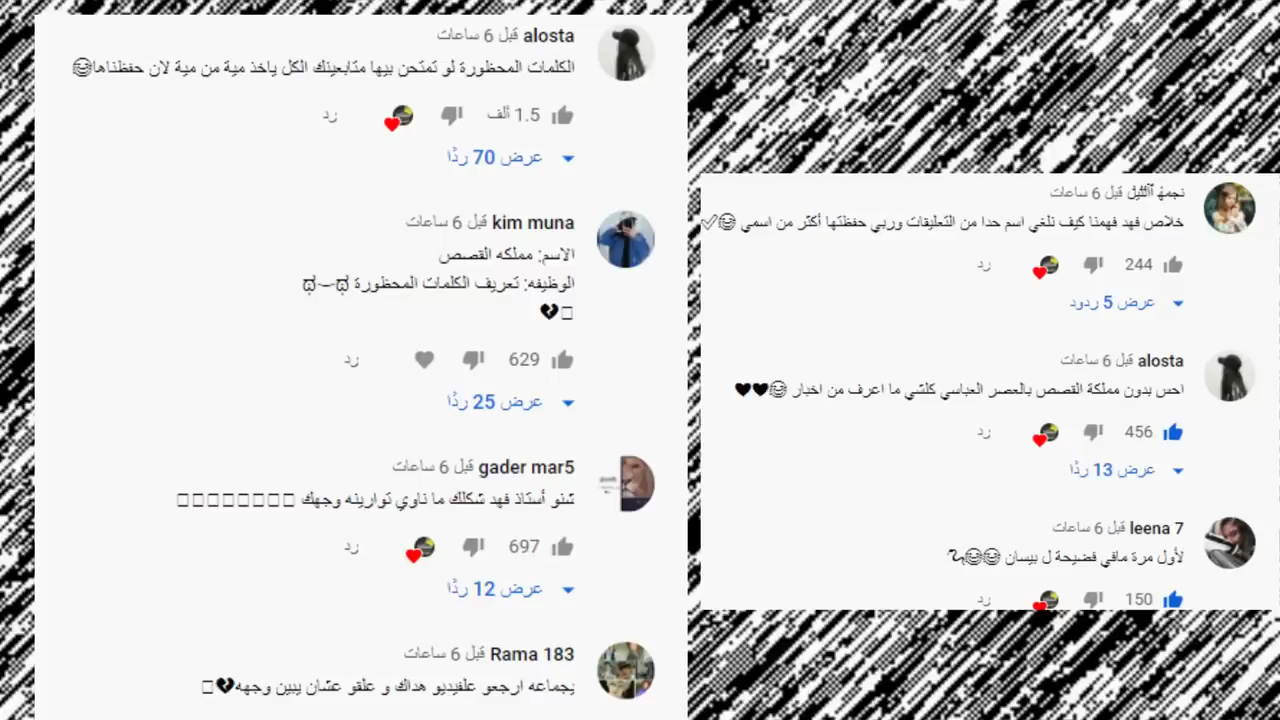 alosta قبل 6 ساعات
الكلمات المحظورة لو تمتحن بيها متابعينك الكل ياخذ مية من مية لان حفظناها😂
1.5 ألف
رد
عرض 70 ردًا
kim muna قبل 6 ساعات
الاسم: مملكه القصص
الوظيفه: تعريف الكلمات المحظورة
629
رد
عرض 25 ردًا
gader mar5 قبل 6 ساعات
شنو أستاذ فهد شكلك ما ناوي توارينه وجهك
697
رد
عرض 12 ردًا
Rama 183 قبل 6 ساعات
يجماعه ارجعو علفيديو هداك و علقو عشان يبين وجهه💔
قبل 6 ساعات
خلاص فهد فهمنا كيف تلغي اسم حدا من التعليقات وربي حفظتها أكثر من اسمي 😂✓
244
رد
عرض 5 ردود
alosta قبل 6 ساعات
احس بدون مملكة القصص بالعصر العباسي كلشي ما اعرف من اخبار 😂🖤🖤
456
رد
عرض 13 ردًا
leena 7 قبل 6 ساعات
لأول مرة مافي فضيحة ل بيسان 😂😂
150
رد